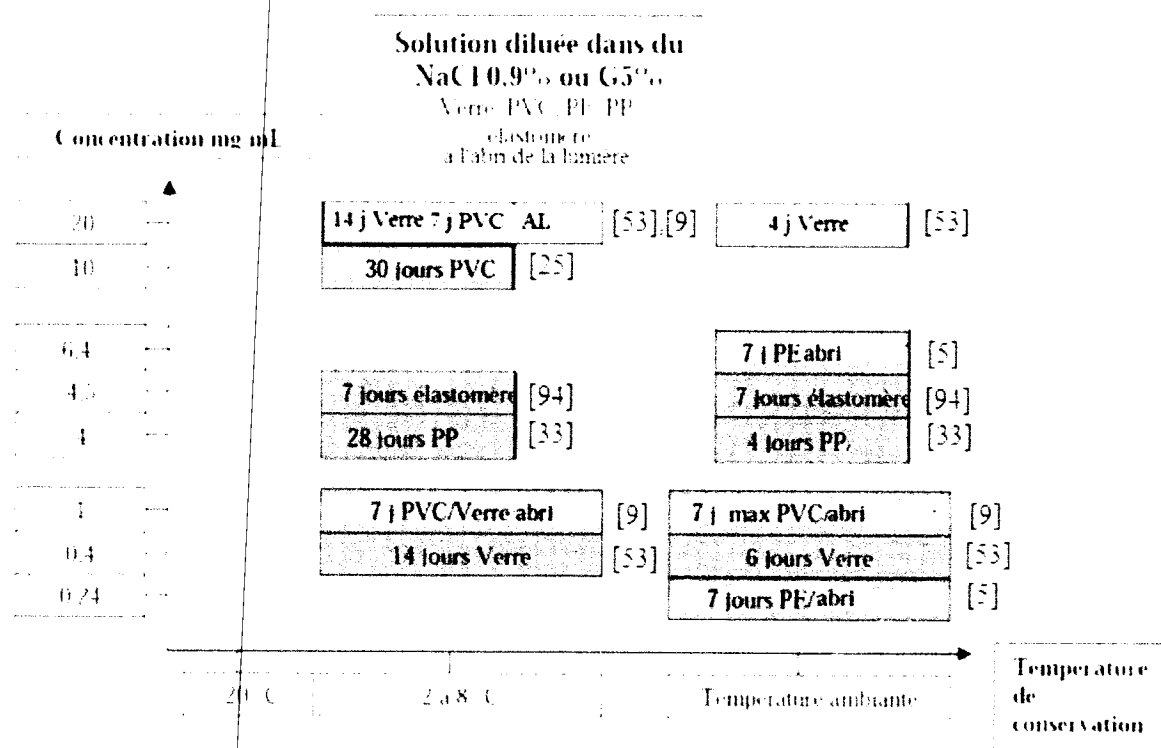 Solution diluée dans du
NaCl 0,9% ou G5%
Verre, PVC, PE, PP
élastomère
à l'abri de la lumière
Concentration mg/mL
20
14 j Verre 7 j PVC AL [53],[9] 4 j Verre [53]
10
30 jours PVC [25]
6,4
7 j PE abri [5]
4,5
7 jours élastomère [94] 7 jours élastomère [94]
28 jours PP [33] 4 jours PP [33]
1
7 j PVC/Verre abri [9] 7 j max PVC/abri [9]
0,4
14 jours Verre [53] 6 jours Verre [53]
0,24
7 jours PE/abri [5]
2 à 8 °C
Température ambiante
Temperature
de
conservation